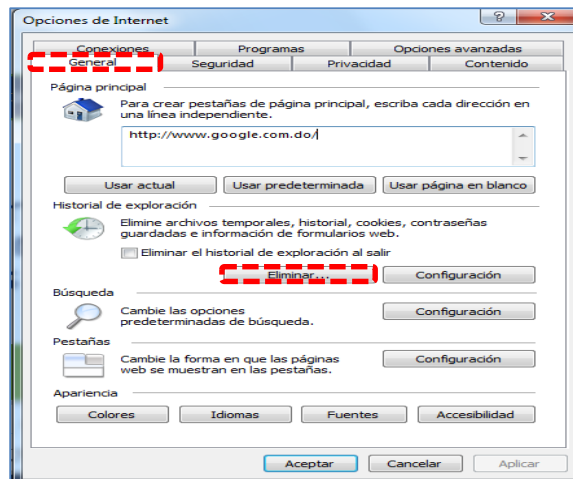 Opciones de Internet
Conexiones Programas Opciones avanzadas
General Seguridad Privacidad Contenido
Página principal
Para crear pestañas de página principal, escriba cada dirección en
una línea independiente.
http://www.google.com.do/
Usar actual Usar predeterminada Usar página en blanco
Historial de exploración
Elimine archivos temporales, historial, cookies, contraseñas
guardadas e información de formularios web.
Eliminar el historial de exploración al salir
Eliminar... Configuración
Búsqueda
Cambie las opciones
predeterminadas de búsqueda.
Configuración
Pestañas
Cambie la forma en que las páginas
web se muestran en las pestañas.
Configuración
Apariencia
Colores Idiomas Fuentes Accesibilidad
Aceptar Cancelar Aplicar